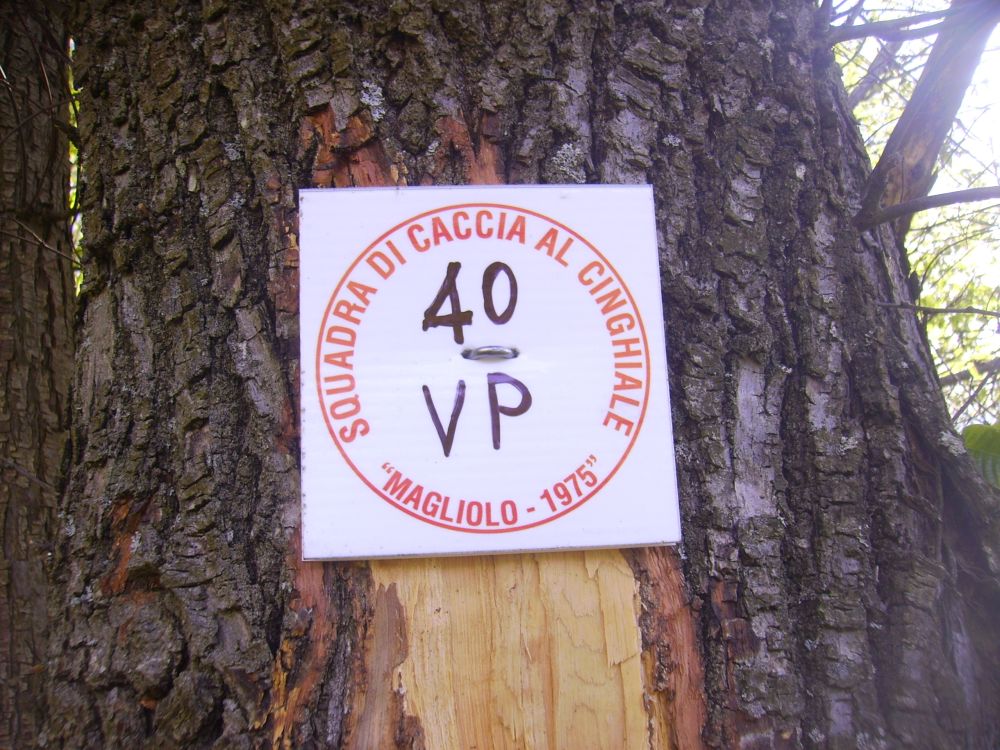 SQUADRA DI CACCIA AL CINGHIALE
40
VP
“MAGLIOLO - 1975”